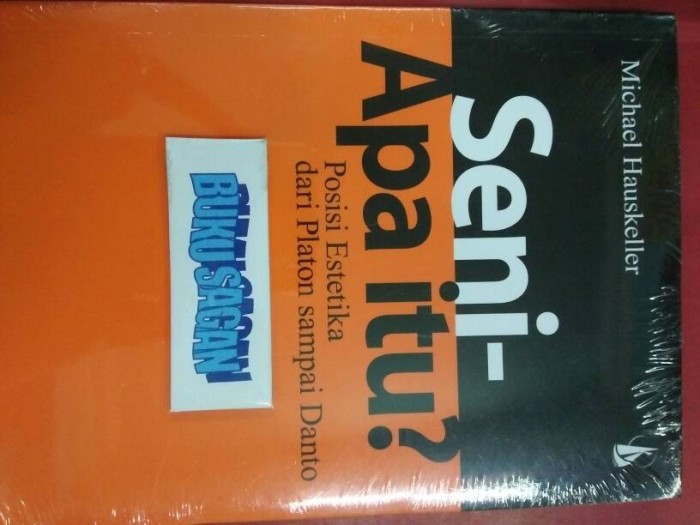 Michael Hauskeller
Seni-
Apa itu?
Posisi Estetika
dari Platon sampai Danto
BUKU SAGAN